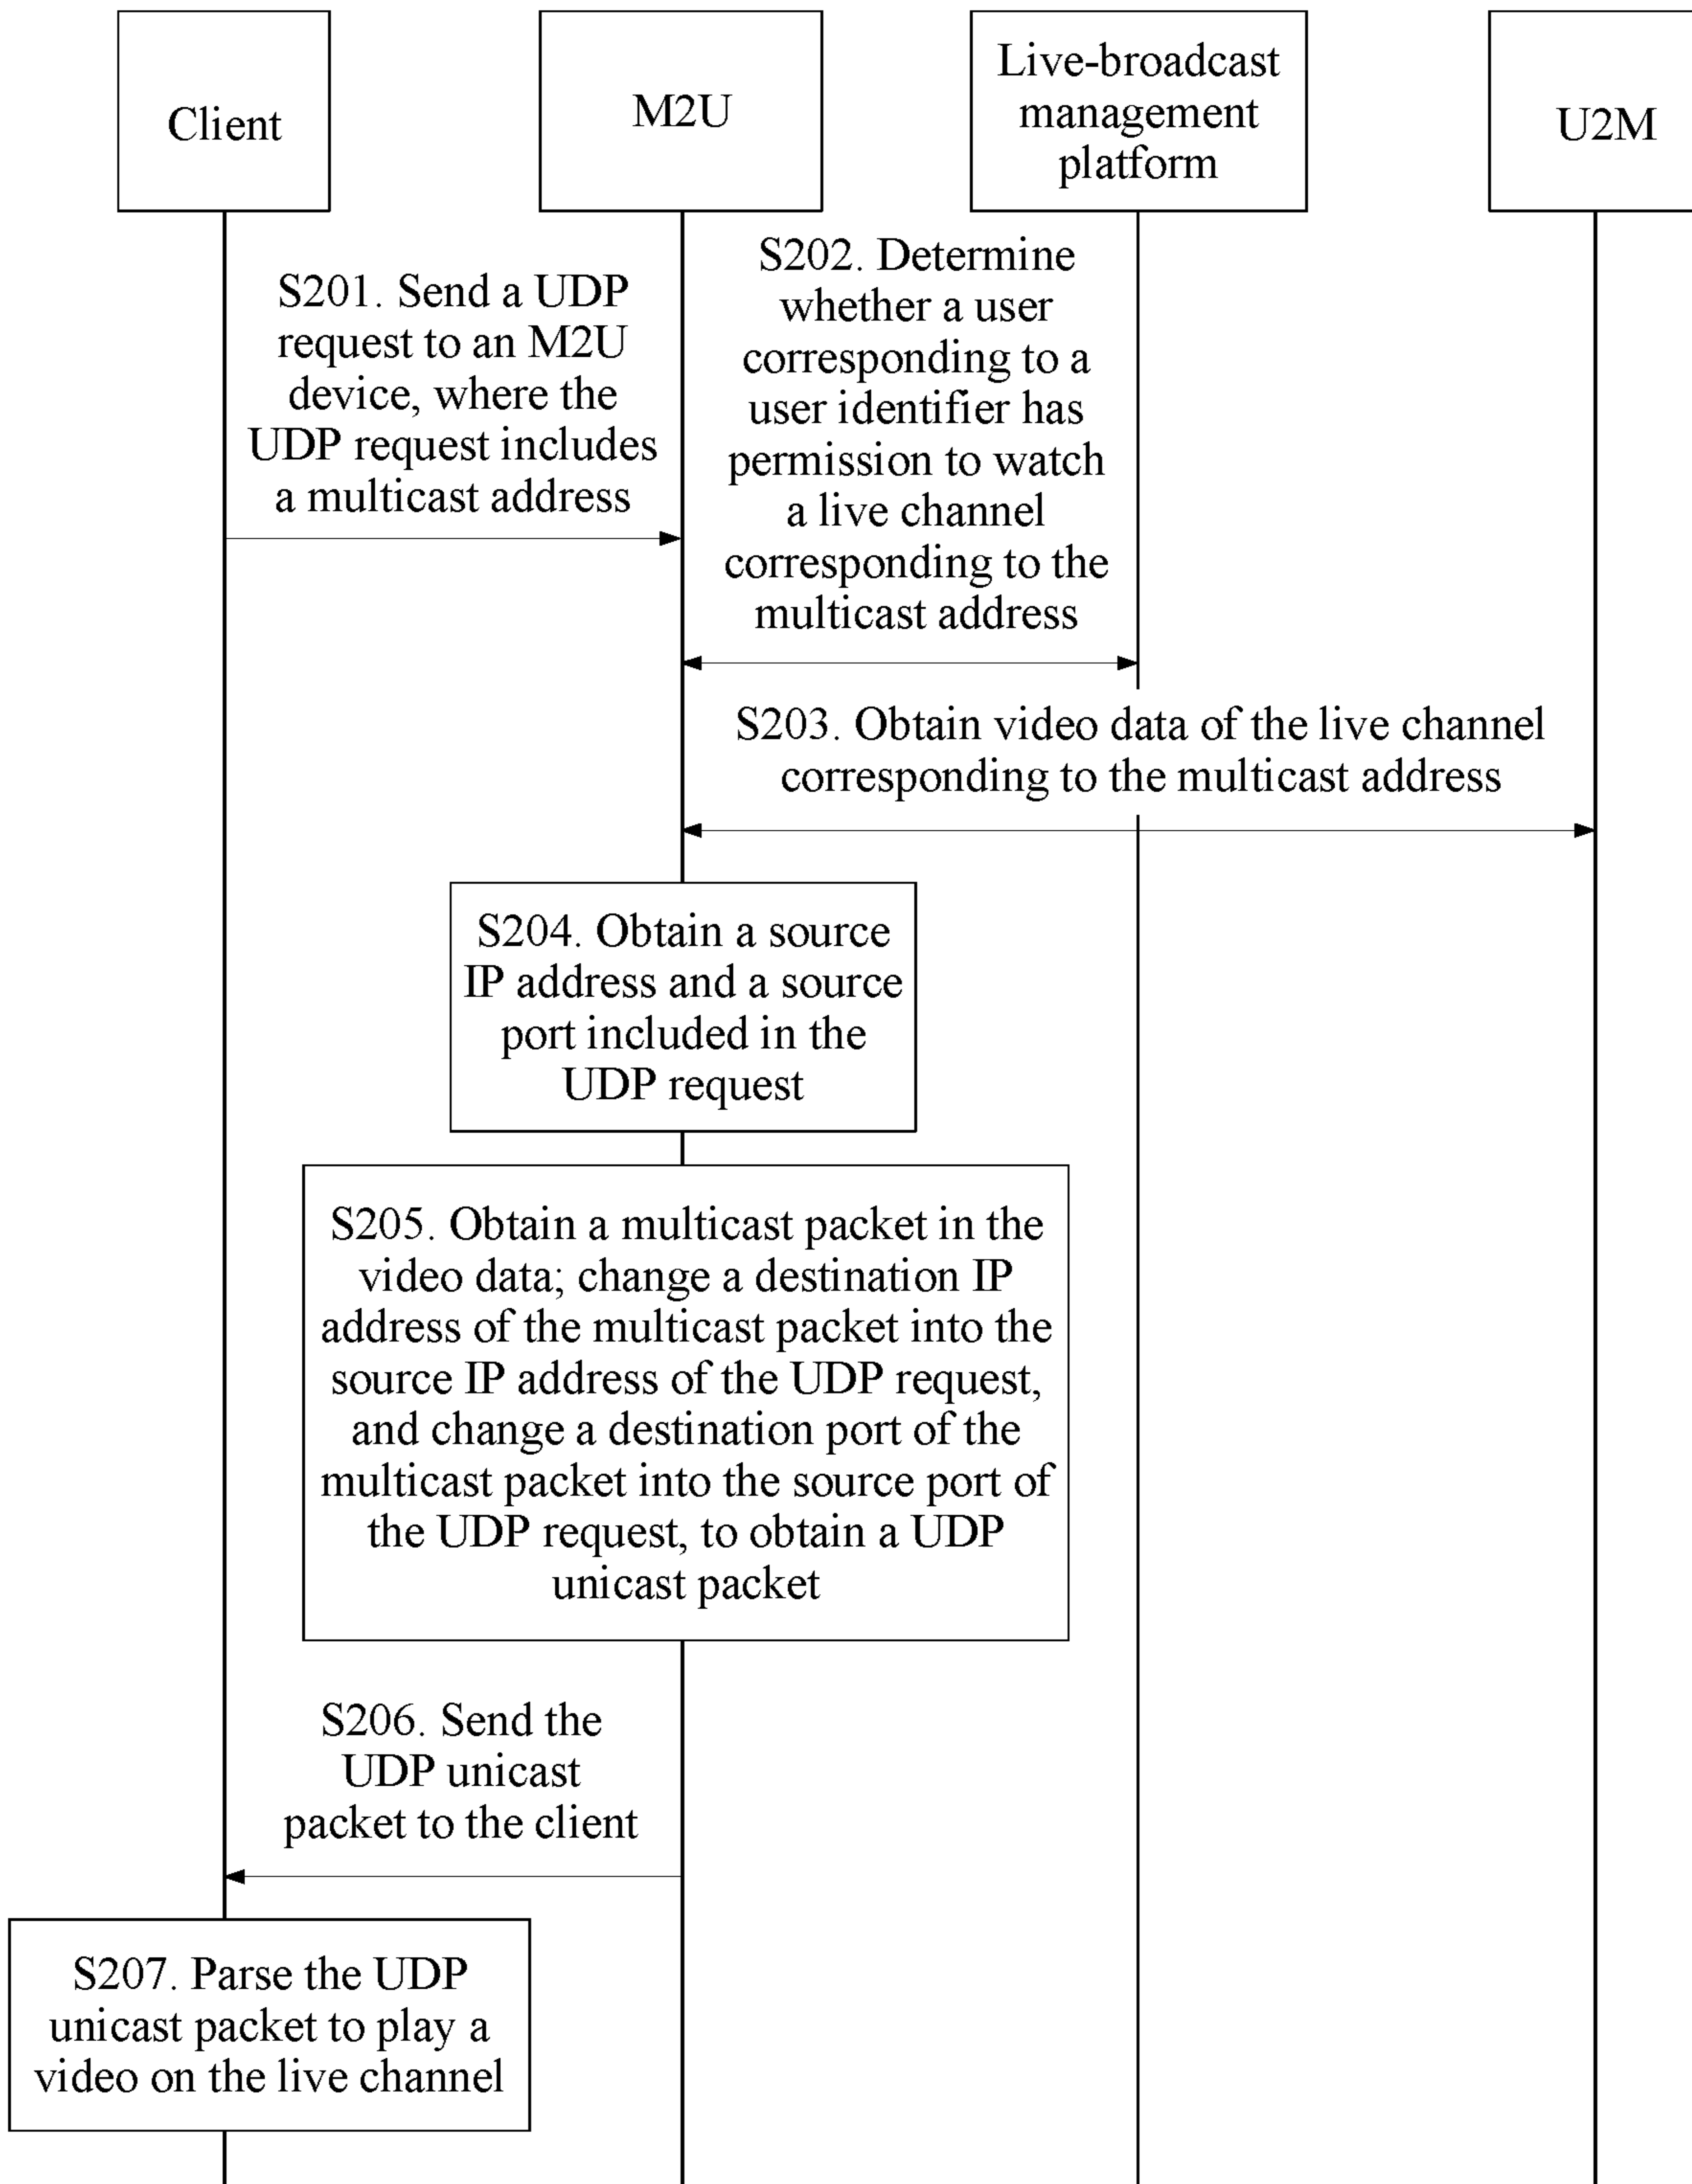 Client
M2U
Live-broadcast
management
platform
U2M
S201. Send a UDP
request to an M2U
device, where the
UDP request includes
a multicast address
S202. Determine
whether a user
corresponding to a
user identifier has
permission to watch
a live channel
corresponding to the
multicast address
S203. Obtain video data of the live channel
corresponding to the multicast address
S204. Obtain a source
IP address and a source
port included in the
UDP request
S205. Obtain a multicast packet in the
video data; change a destination IP
address of the multicast packet into the
source IP address of the UDP request,
and change a destination port of the
multicast packet into the source port of
the UDP request, to obtain a UDP
unicast packet
S206. Send the
UDP unicast
packet to the client
S207. Parse the UDP
unicast packet to play a
video on the live channel